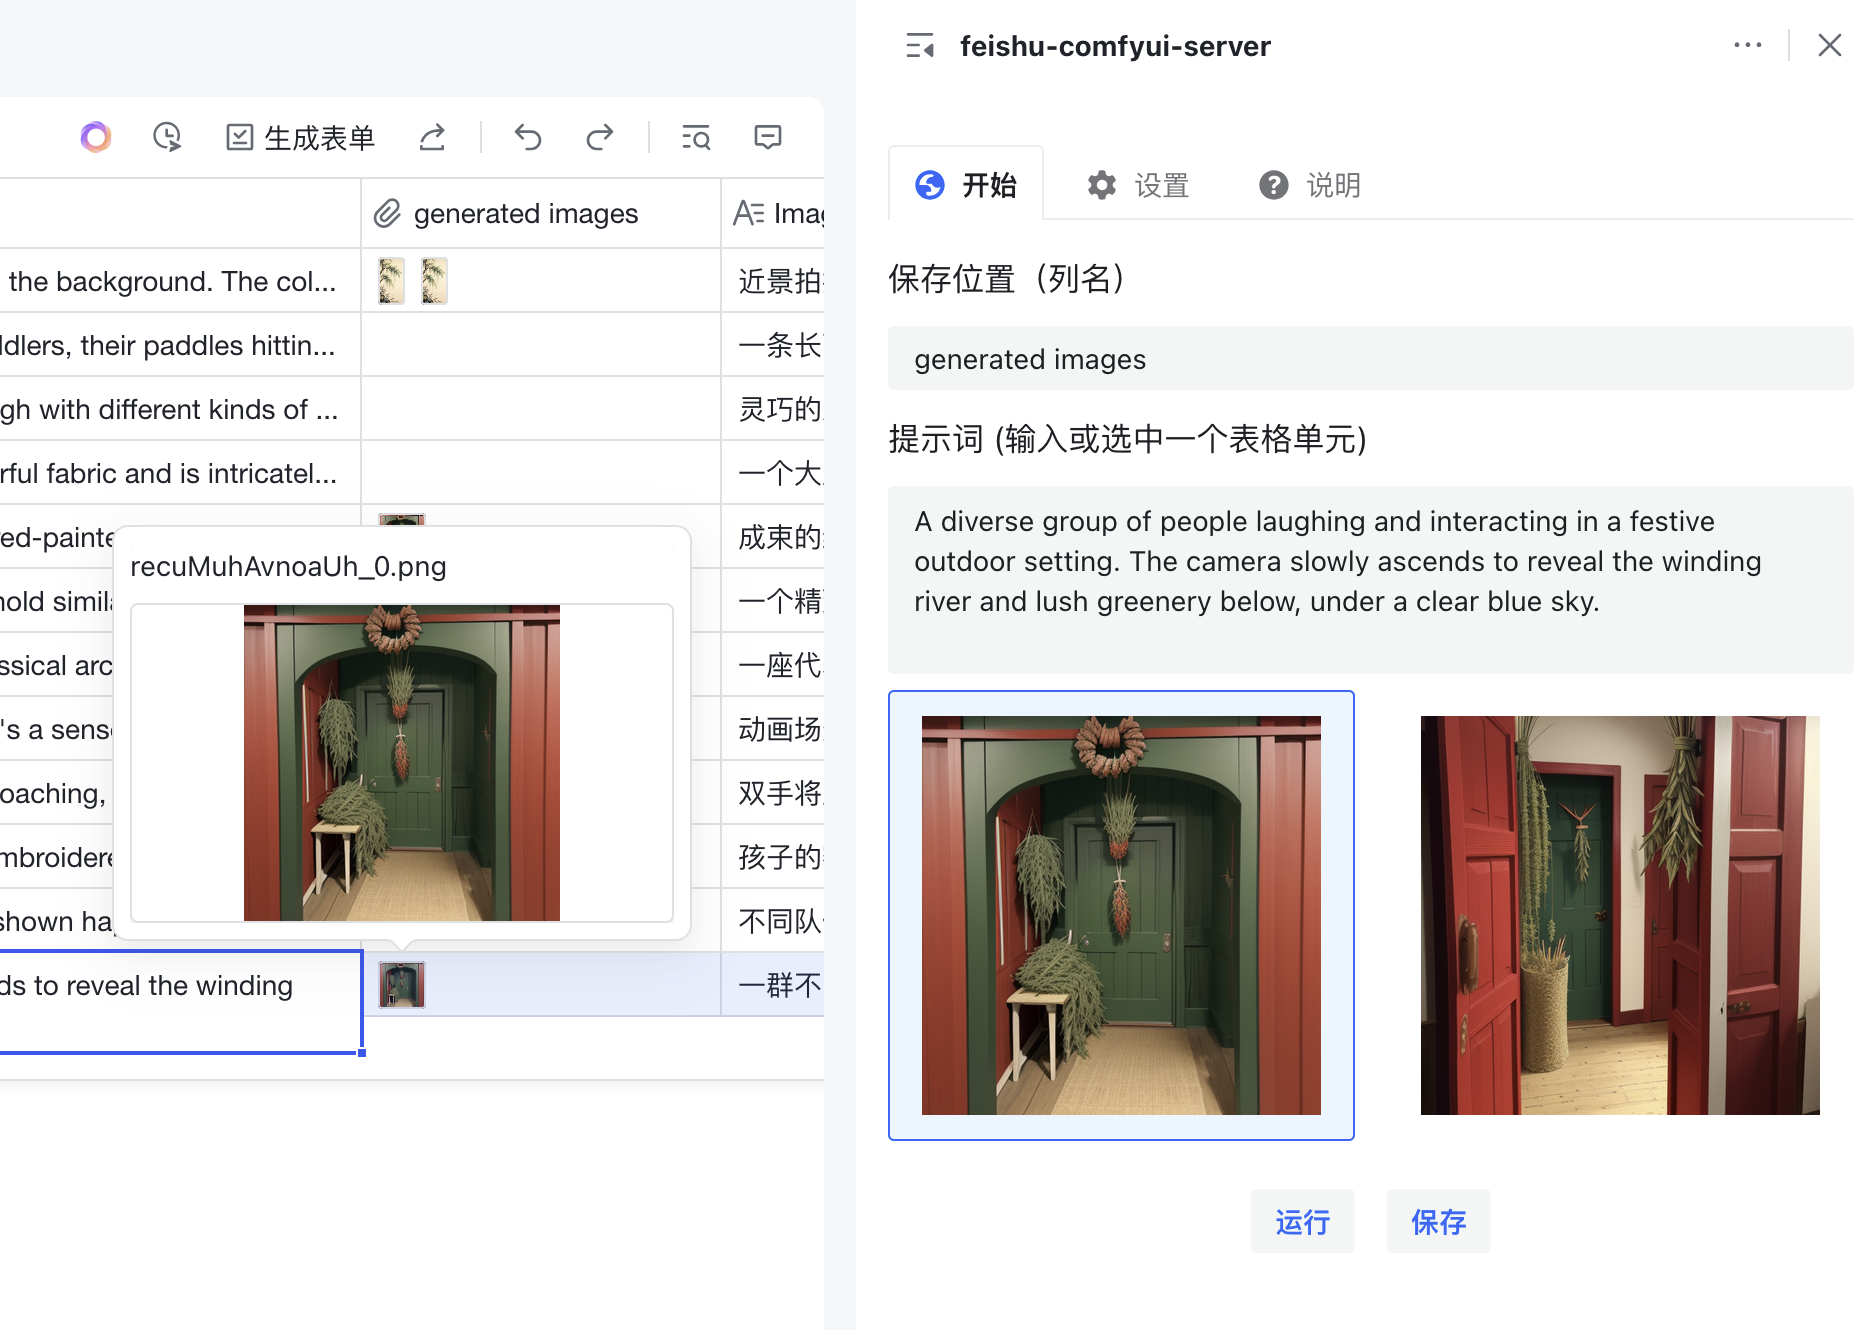 feishu-comfyui-server
生成表单
generated images
the background. The col...
近景拍
dlers, their paddles hittin...
一条长
gh with different kinds of ...
灵巧的
rful fabric and is intricatel...
一个大
ed-painte
成束的
recuMuhAvnoaUh_0.png
nold simila
一个精
ssical arc
一座代
's a sens
动画场
oaching,
双手将
mbroidere
孩子的
shown ha
不同队
ds to reveal the winding
一群不
开始
设置
说明
保存位置（列名）
generated images
提示词 (输入或选中一个表格单元)
A diverse group of people laughing and interacting in a festive
outdoor setting. The camera slowly ascends to reveal the winding
river and lush greenery below, under a clear blue sky.
运行
保存